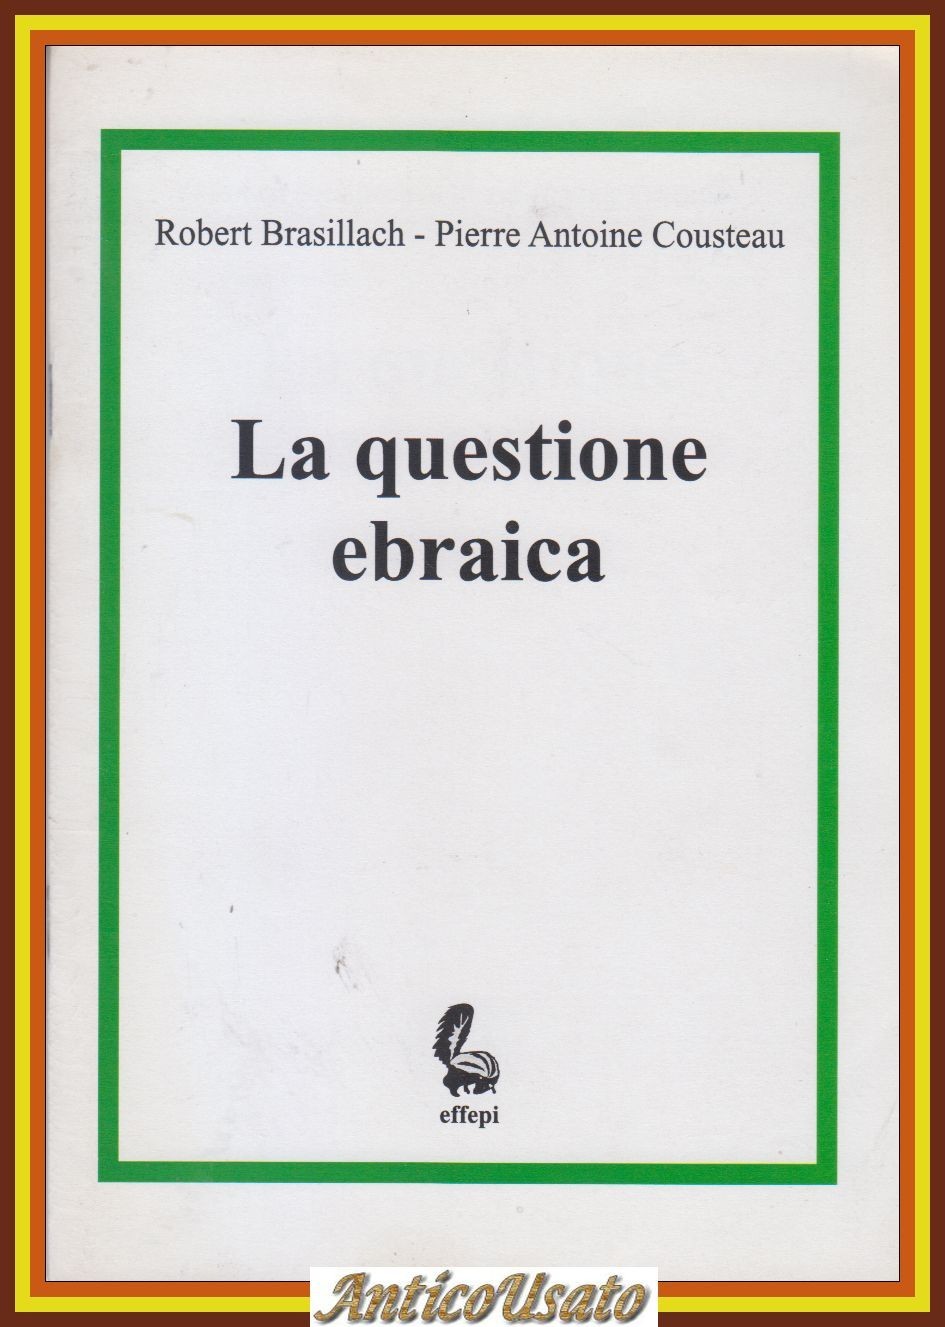 Robert Brasillach - Pierre Antoine Cousteau
La questione
ebraica
effepi
AnticoUsato